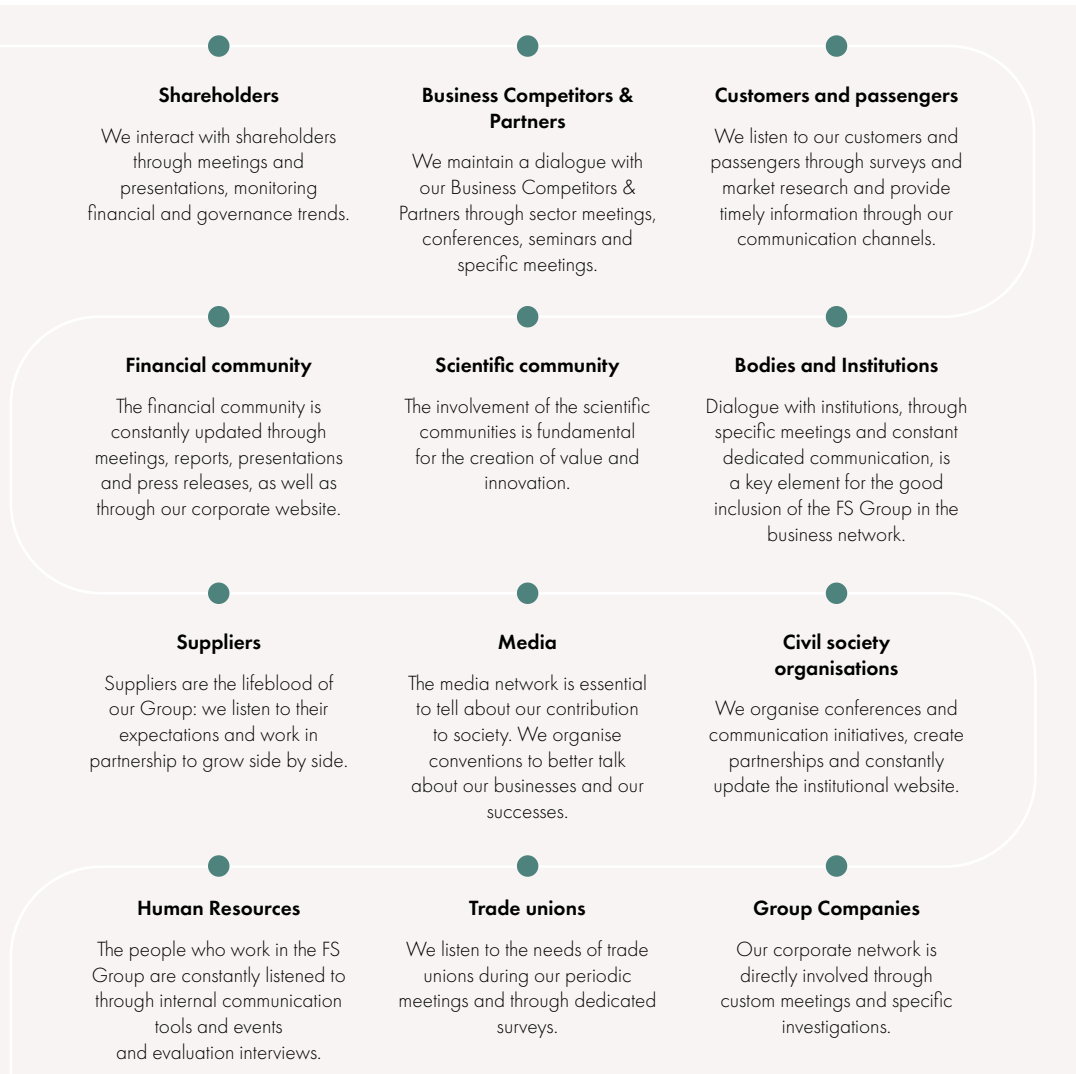 Shareholders
We interact with shareholders
through meetings and
presentations, monitoring
financial and governance trends.
Business Competitors &
Partners
We maintain a dialogue with
our Business Competitors &
Partners through sector meetings,
conferences, seminars and
specific meetings.
Customers and passengers
We listen to our customers and
passengers through surveys and
market research and provide
timely information through our
communication channels.
Financial community
The financial community is
constantly updated through
meetings, reports, presentations
and press releases, as well as
through our corporate website.
Scientific community
The involvement of the scientific
communities is fundamental
for the creation of value and
innovation.
Bodies and Institutions
Dialogue with institutions, through
specific meetings and constant
dedicated communication, is
a key element for the good
inclusion of the FS Group in the
business network.
Suppliers
Suppliers are the lifeblood of
our Group: we listen to their
expectations and work in
partnership to grow side by side.
Media
The media network is essential
to tell about our contribution
to society. We organise
conventions to better talk
about our businesses and our
successes.
Civil society
organisations
We organise conferences and
communication initiatives, create
partnerships and constantly
update the institutional website.
Human Resources
The people who work in the FS
Group are constantly listened to
through internal communication
tools and events
and evaluation interviews.
Trade unions
We listen to the needs of trade
unions during our periodic
meetings and through dedicated
surveys.
Group Companies
Our corporate network is
directly involved through
custom meetings and specific
investigations.